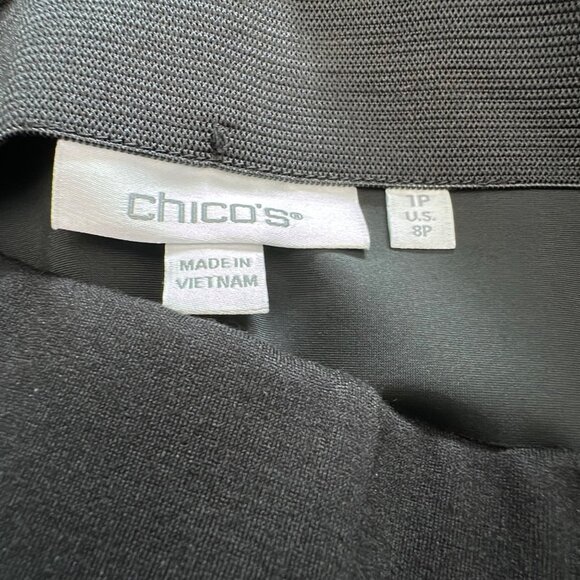 chico's®
MADE IN
VIETNAM
1P
U.S.
8P